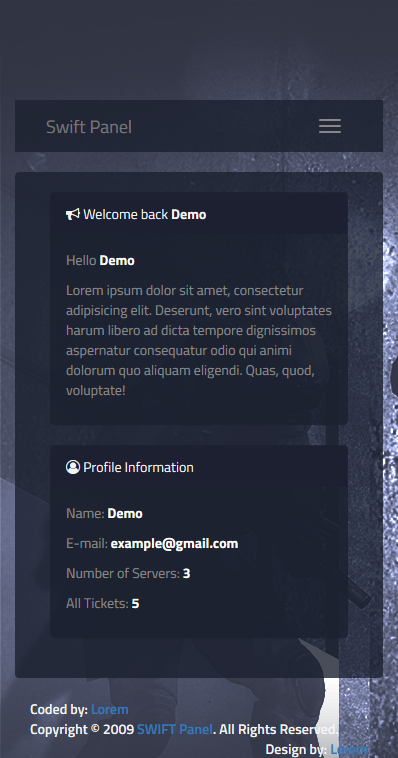 Swift Panel
Welcome back Demo
Hello Demo
Lorem ipsum dolor sit amet, consectetur
adipisicing elit. Deserunt, vero sint voluptates
harum libero ad dicta tempore dignissimos
aspernatur consequatur odio qui animi
dolorum quo aliquam eligendi. Quas, quod,
voluptate!
Profile Information
Name: Demo
E-mail: example@gmail.com
Number of Servers: 3
All Tickets: 5
Coded by: Lorem
Copyright © 2009 SWIFT Panel. All Rights Reserved.
Design by: Lorem